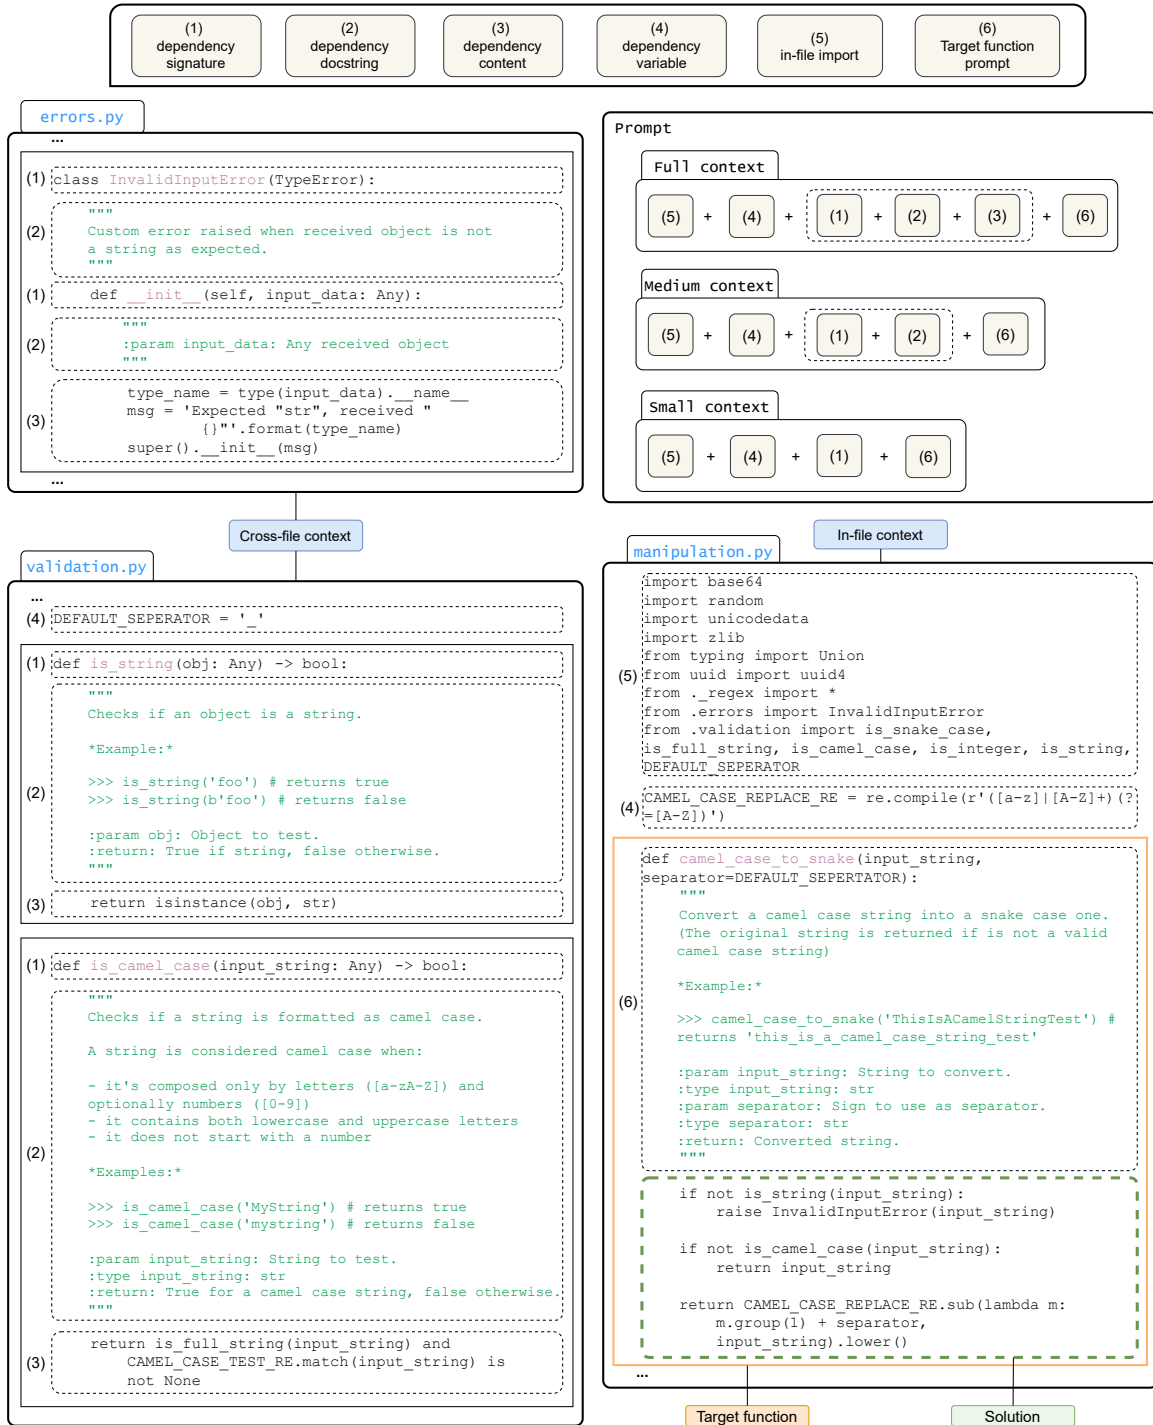 (1)
dependency
signature
(2)
dependency
docstring
(3)
dependency
content
(4)
dependency
variable
(5)
in-file import
(6)
Target function
prompt
errors.py
...
(1) class InvalidInputError(TypeError):
(2)
"""
Custom error raised when received object is not
a string as expected.
"""
(1) def __init__(self, input_data: Any):
(2)
"""
:param input_data: Any received object
"""
(3)
type_name = type(input_data).__name__
msg = 'Expected "str", received "
{}"'.format(type_name)
super().__init__(msg)
...
Prompt
Full context
(5) + (4) + (1) + (2) + (3) + (6)
Medium context
(5) + (4) + (1) + (2) + (6)
Small context
(5) + (4) + (1) + (6)
Cross-file context
In-file context
validation.py
...
(4) DEFAULT_SEPERATOR = '_'
(1) def is_string(obj: Any) -> bool:
(2)
"""
Checks if an object is a string.
*Example:*
>>> is_string('foo') # returns true
>>> is_string(b'foo') # returns false
:param obj: Object to test.
:return: True if string, false otherwise.
"""
(3) return isinstance(obj, str)
(1) def is_camel_case(input_string: Any) -> bool:
(2)
"""
Checks if a string is formatted as camel case.
A string is considered camel case when:
- it's composed only by letters ([a-zA-Z]) and
optionally numbers ([0-9])
- it contains both lowercase and uppercase letters
- it does not start with a number
*Examples:*
>>> is_camel_case('MyString') # returns true
>>> is_camel_case('mystring') # returns false
:param input_string: String to test.
:type input_string: str
:return: True for a camel case string, false otherwise.
"""
(3)
return is_full_string(input_string) and
CAMEL_CASE_TEST_RE.match(input_string) is
not None
manipulation.py
(5)
import base64
import random
import unicodedata
import zlib
from typing import Union
from uuid import uuid4
from ._regex import *
from .errors import InvalidInputError
from .validation import is_snake_case,
is_full_string, is_camel_case, is_integer, is_string,
DEFAULT_SEPERATOR
(4)
CAMEL_CASE_REPLACE_RE = re.compile(r'([a-z]|[A-Z]+)(?
=[A-Z])')
(6)
def camel_case_to_snake(input_string,
separator=DEFAULT_SEPERTATOR):
"""
Convert a camel case string into a snake case one.
(The original string is returned if is not a valid
camel case string)
*Example:*
>>> camel_case_to_snake('ThisIsACamelStringTest') #
returns 'this_is_a_camel_case_string_test'
:param input_string: String to convert.
:type input_string: str
:param separator: Sign to use as separator.
:type separator: str
:return: Converted string.
"""
if not is_string(input_string):
raise InvalidInputError(input_string)
if not is_camel_case(input_string):
return input_string
return CAMEL_CASE_REPLACE_RE.sub(lambda m:
m.group(1) + separator,
input_string).lower()
...
Target function
Solution